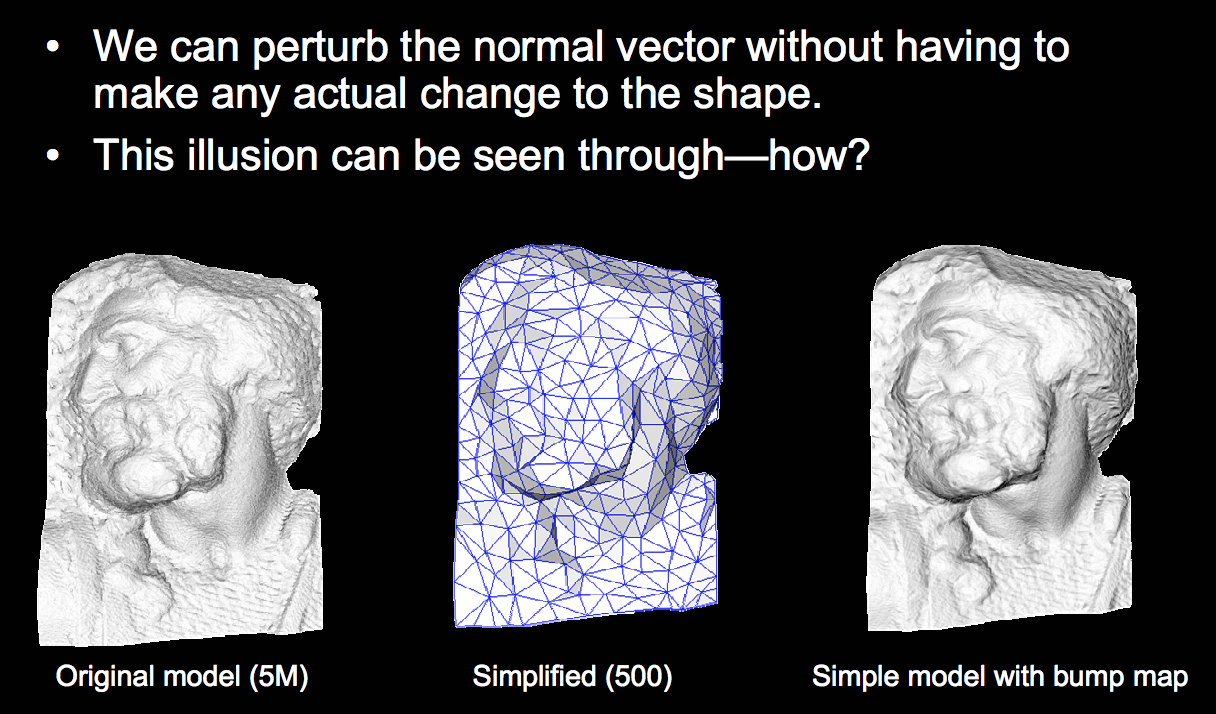 • We can perturb the normal vector without having to
make any actual change to the shape.
• This illusion can be seen through—how?
Original model (5M)
Simplified (500)
Simple model with bump map